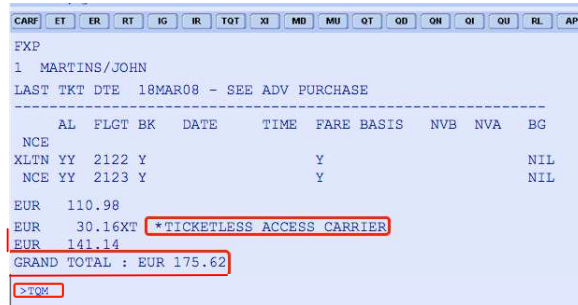 CARF ET ER RT IG IR TQT XI MD MU QT QD QN QI QU RL AP
FXP
1 MARTINS/JOHN
LAST TKT DTE 18MAR08 - SEE ADV PURCHASE
------------------------------------------------------------
AL FLGT BK DATE TIME FARE BASIS NVB NVA BG
NCE
XLTN YY 2122 Y Y NIL
NCE YY 2123 Y Y NIL
EUR 110.98
EUR 30.16XT *TICKETLESS ACCESS CARRIER
EUR 141.14
GRAND TOTAL : EUR 175.62
>TQM